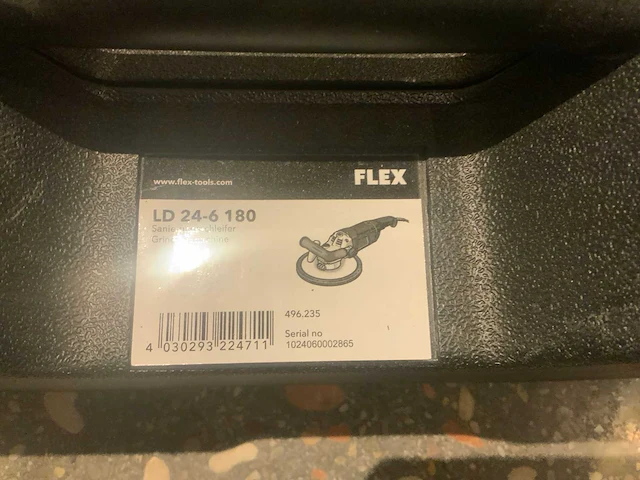 www.flex-tools.com
FLEX
LD 24-6 180
496.235
Serial no
1024060002865
4 030293 224711